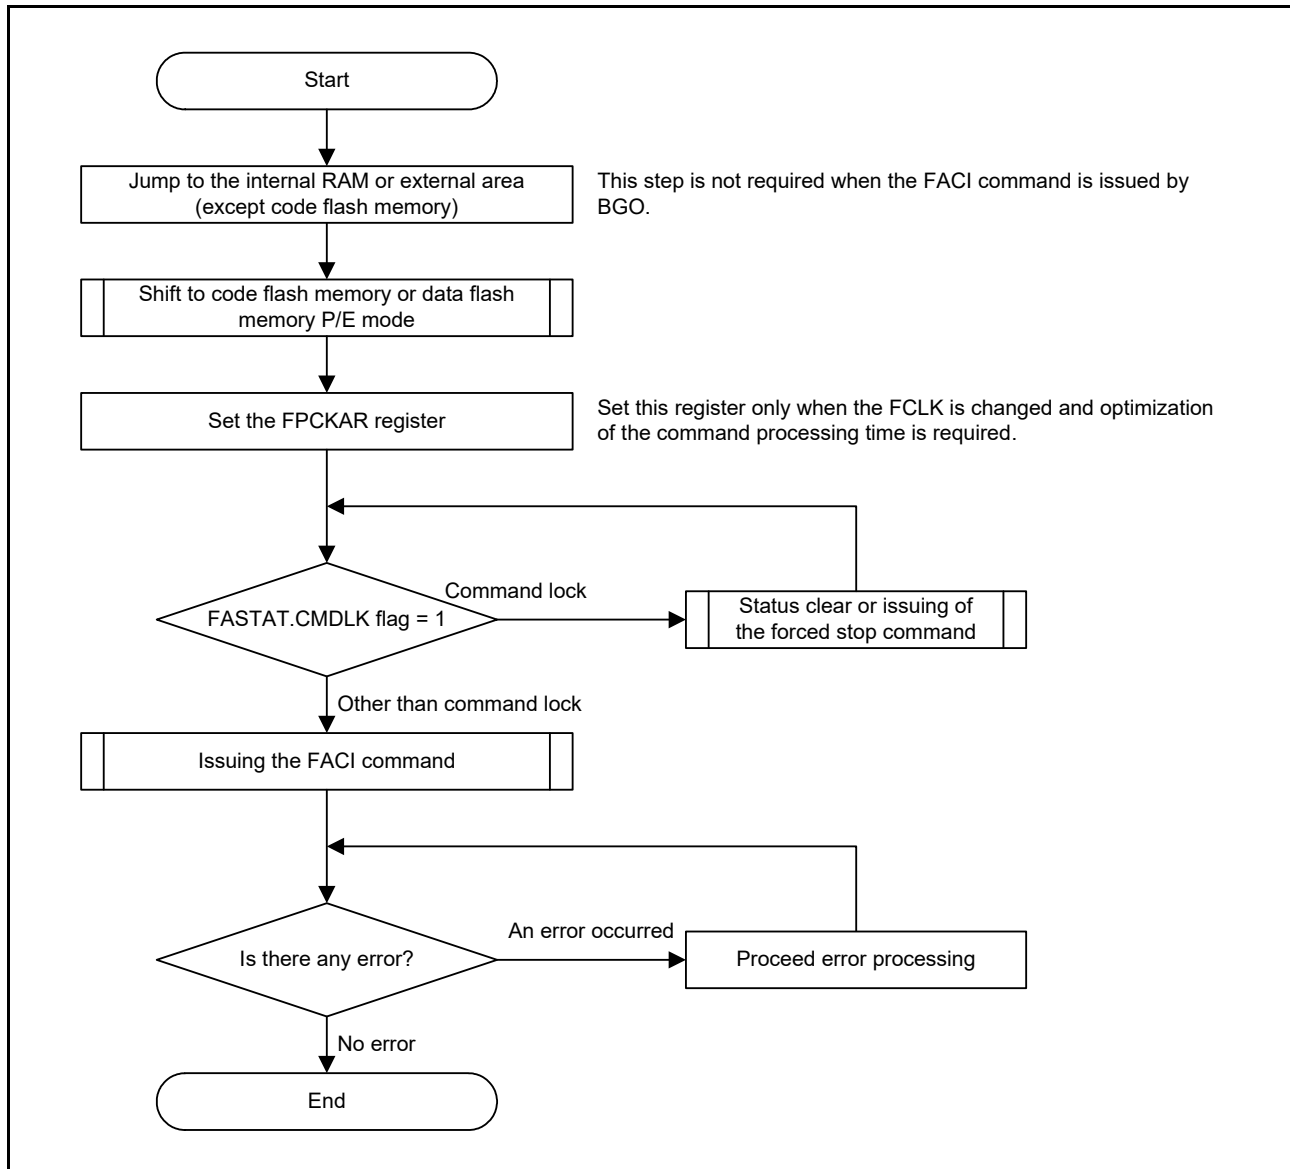 Start
Jump to the internal RAM or external area
(except code flash memory)
This step is not required when the FACI command is issued by
BGO.
Shift to code flash memory or data flash
memory P/E mode
Set the FPCKAR register
Set this register only when the FCLK is changed and optimization
of the command processing time is required.
FASTAT.CMDLK flag = 1
Command lock
Status clear or issuing of
the forced stop command
Other than command lock
Issuing the FACI command
Is there any error?
An error occurred
Proceed error processing
No error
End